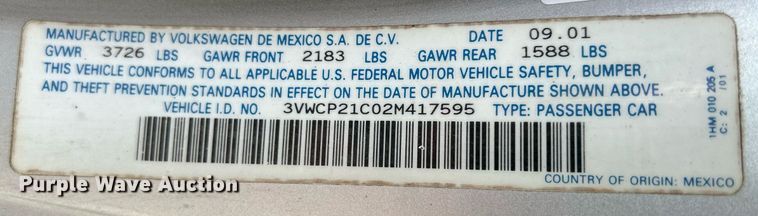 MANUFACTURED BY VOLKSWAGEN DE MEXICO S.A. DE C.V. DATE 09.01
GVWR 3726 LBS GAWR FRONT 2183 LBS GAWR REAR 1588 LBS
THIS VEHICLE CONFORMS TO ALL APPLICABLE U.S. FEDERAL MOTOR VEHICLE SAFETY, BUMPER,
AND THEFT PREVENTION STANDARDS IN EFFECT ON THE DATE OF MANUFACTURE SHOWN ABOVE.
VEHICLE I.D. NO. 3VWCP21C02M417595 TYPE: PASSENGER CAR
COUNTRY OF ORIGIN: MEXICO
1HM 010 205 A
C: 2 /01
Purple Wave Auction